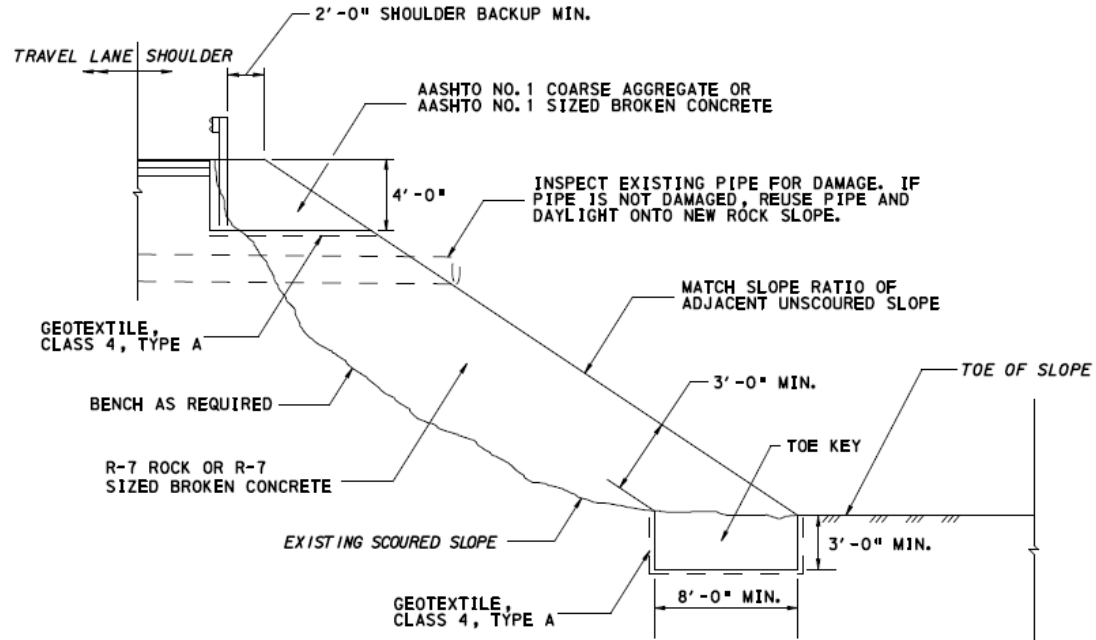 2'-0" SHOULDER BACKUP MIN.
TRAVEL LANE SHOULDER
AASHTO NO.1 COARSE AGGREGATE OR
AASHTO NO.1 SIZED BROKEN CONCRETE
4'-0"
INSPECT EXISTING PIPE FOR DAMAGE. IF
PIPE IS NOT DAMAGED, REUSE PIPE AND
DAYLIGHT ONTO NEW ROCK SLOPE.
MATCH SLOPE RATIO OF
ADJACENT UNSCOURED SLOPE
GEOTEXTILE,
CLASS 4, TYPE A
3'-0" MIN.
TOE OF SLOPE
BENCH AS REQUIRED
TOE KEY
R-7 ROCK OR R-7
SIZED BROKEN CONCRETE
EXISTING SCOURED SLOPE
3'-0" MIN.
GEOTEXTILE,
CLASS 4, TYPE A
8'-0" MIN.